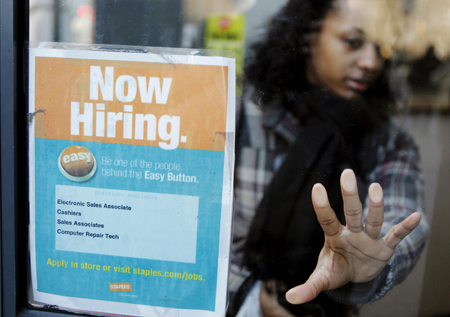 Now
Hiring.
easy
Be one of the people
behind the Easy Button.
Electronic Sales Associate
Cashiers
Sales Associates
Computer Repair Tech
Apply in store or visit staples.com/jobs.
STAPLES